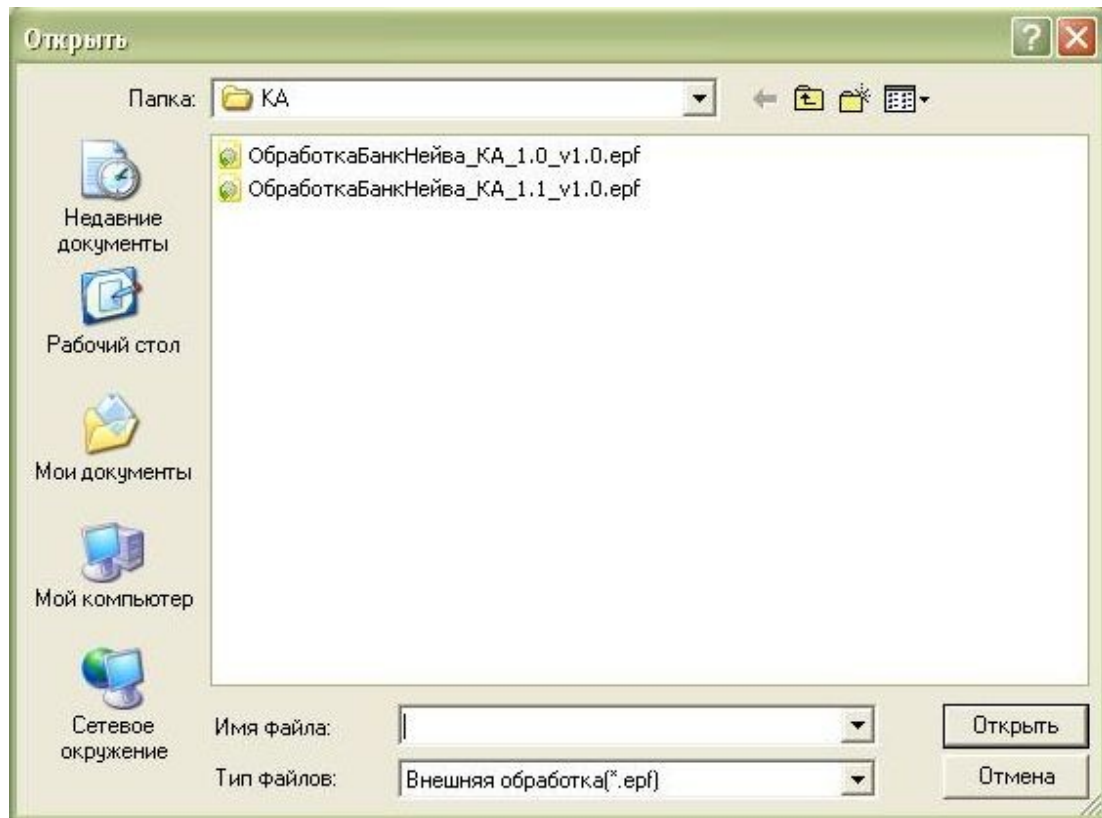 Открыть
Папка:
КА
ОбработкаБанкНейва_КА_1.0_v1.0.epf
ОбработкаБанкНейва_КА_1.1_v1.0.epf
Недавние
документы
Рабочий стол
Мои документы
Мой компьютер
Сетевое
окружение
Имя файла:
Открыть
Тип файлов:
Внешняя обработка(*.epf)
Отмена